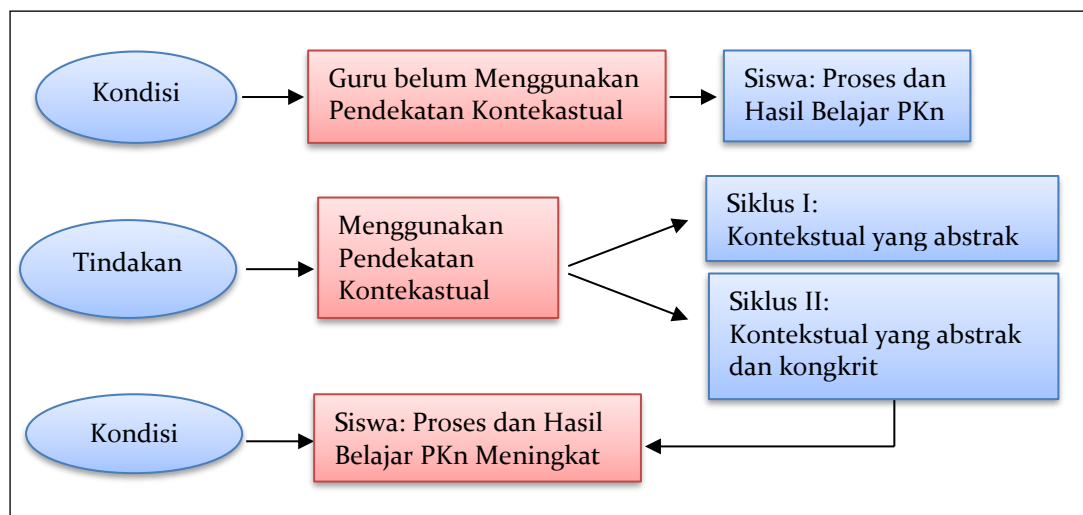 Kondisi
Guru belum Menggunakan
Pendekatan Kontekastual
Siswa: Proses dan
Hasil Belajar PKn
Tindakan
Menggunakan
Pendekatan
Kontekastual
Siklus I:
Kontekstual yang abstrak
Siklus II:
Kontekstual yang abstrak
dan kongkrit
Kondisi
Siswa: Proses dan Hasil
Belajar PKn Meningkat